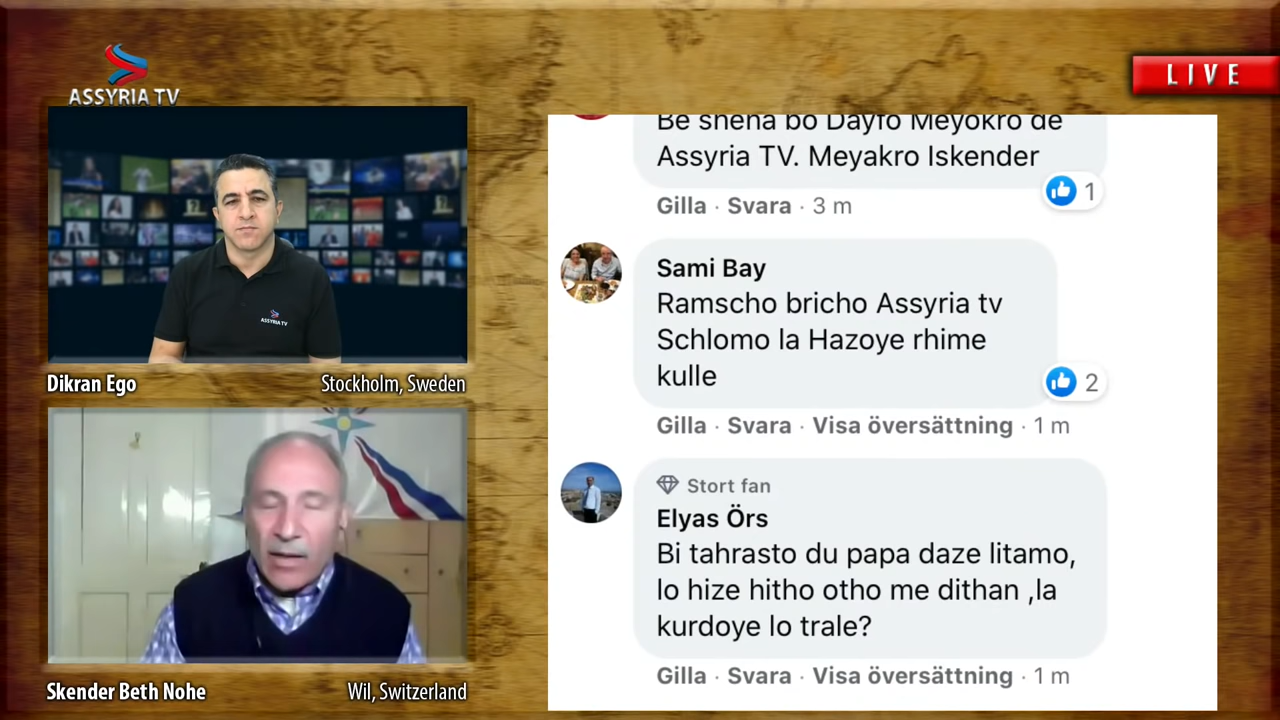 ASSYRIA TV
LIVE
ASSYRIA TV
Dikran Ego
Stockholm, Sweden
Skender Beth Nohe
Wil, Switzerland
Be shena bo Dayfo Meyokro de
Assyria TV. Meyakro Iskender
1
Gilla · Svara · 3 m
Sami Bay
Ramscho bricho Assyria tv
Schlomo la Hazoye rhime
kulle
2
Gilla · Svara · Visa översättning · 1 m
Stort fan
Elyas Örs
Bi tahrasto du papa daze litamo,
lo hize hitho otho me dithan ,la
kurdoye lo trale?
Gilla · Svara · Visa översättning · 1 m